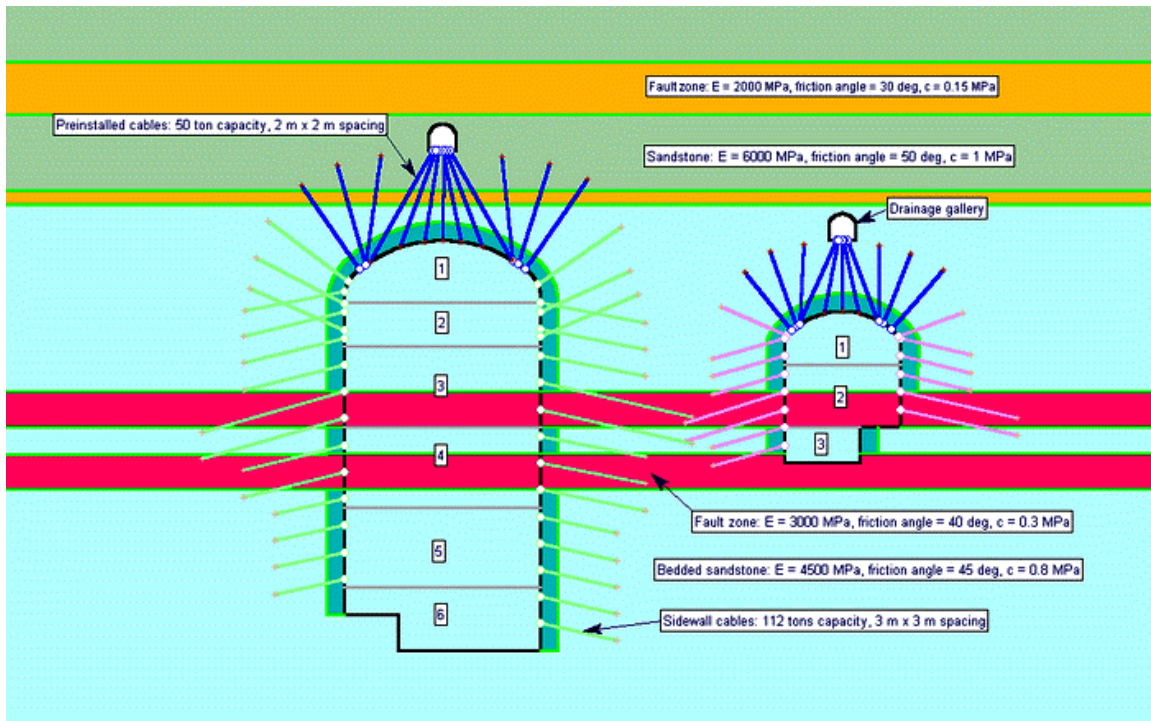 Fault zone: E = 2000 MPa, friction angle = 30 deg, c = 0.15 MPa
Preinstalled cables: 50 ton capacity, 2 m x 2 m spacing
Sandstone: E = 6000 MPa, friction angle = 50 deg, c = 1 MPa
Drainage gallery
1
2
3
4
5
6
1
2
3
Fault zone: E = 3000 MPa, friction angle = 40 deg, c = 0.3 MPa
Bedded sandstone: E = 4500 MPa, friction angle = 45 deg, c = 0.8 MPa
Sidewall cables: 112 tons capacity, 3 m x 3 m spacing